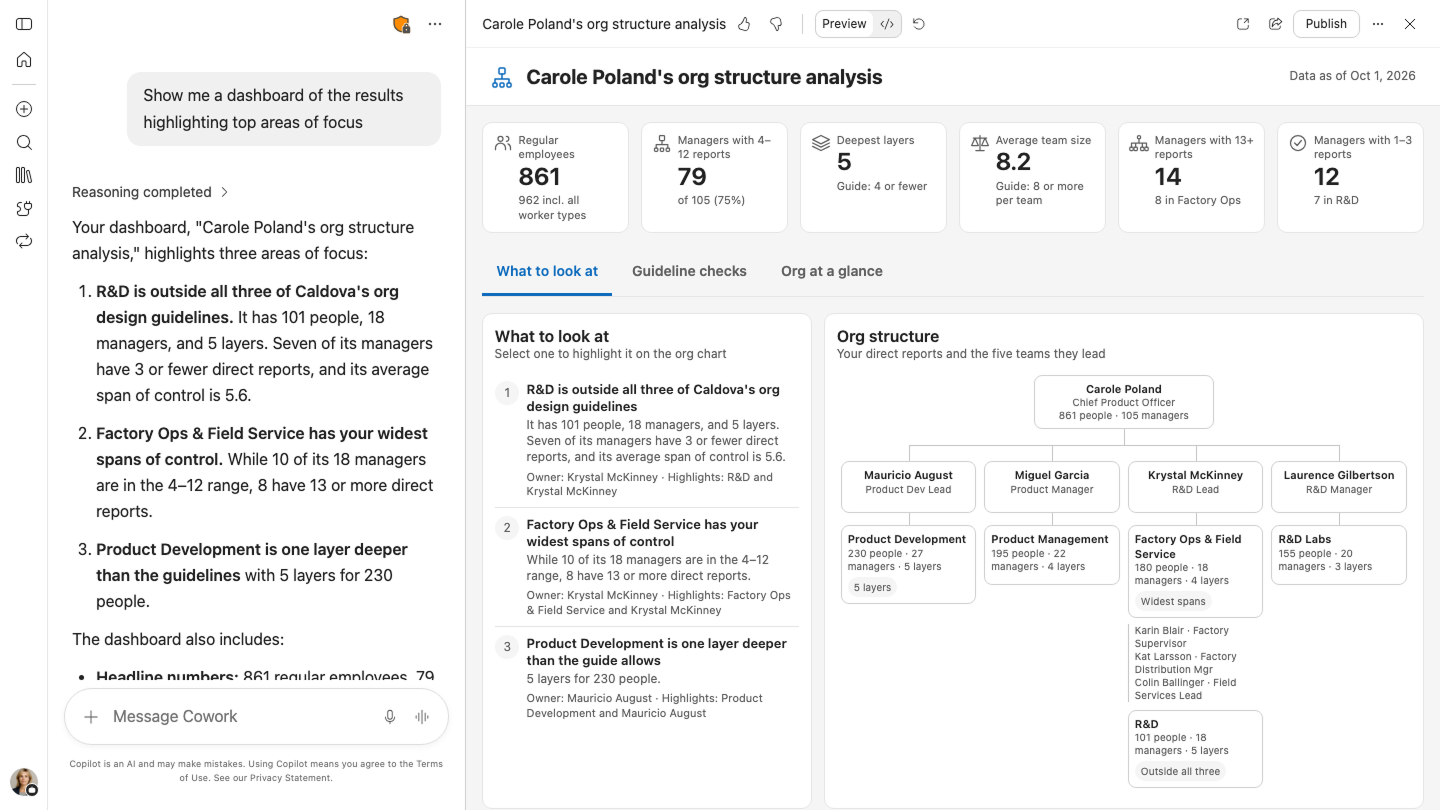 Show me a dashboard of the results
highlighting top areas of focus
Reasoning completed
Your dashboard, "Carole Poland's org structure
analysis," highlights three areas of focus:
1. R&D is outside all three of Caldova's org
design guidelines. It has 101 people, 18
managers, and 5 layers. Seven of its managers
have 3 or fewer direct reports, and its average
span of control is 5.6.
2. Factory Ops & Field Service has your widest
spans of control. While 10 of its 18 managers
are in the 4–12 range, 8 have 13 or more direct
reports.
3. Product Development is one layer deeper
than the guidelines with 5 layers for 230
people.
The dashboard also includes:
• Headline numbers: 861 regular employees, 79
Message Cowork
Copilot is an AI and may make mistakes. Using Copilot means you agree to the Terms
of Use. See our Privacy Statement.
Carole Poland's org structure analysis
Preview
Publish
Carole Poland's org structure analysis
Data as of Oct 1, 2026
Regular
employees
861
962 incl. all
worker types
Managers with 4–
12 reports
79
of 105 (75%)
Deepest layers
5
Guide: 4 or fewer
Average team size
8.2
Guide: 8 or more
per team
Managers with 13+
reports
14
8 in Factory Ops
Managers with 1–3
reports
12
7 in R&D
What to look at
Guideline checks
Org at a glance
What to look at
Select one to highlight it on the org chart
1
R&D is outside all three of Caldova's org
design guidelines
It has 101 people, 18 managers, and 5 layers.
Seven of its managers have 3 or fewer direct
reports, and its average span of control is 5.6.
Owner: Krystal McKinney · Highlights: R&D and
Krystal McKinney
2
Factory Ops & Field Service has your
widest spans of control
While 10 of its 18 managers are in the 4–12
range, 8 have 13 or more direct reports.
Owner: Krystal McKinney · Highlights: Factory Ops
& Field Service and Krystal McKinney
3
Product Development is one layer deeper
than the guide allows
5 layers for 230 people.
Owner: Mauricio August · Highlights: Product
Development and Mauricio August
Org structure
Your direct reports and the five teams they lead
Carole Poland
Chief Product Officer
861 people · 105 managers
Mauricio August
Product Dev Lead
Miguel Garcia
Product Manager
Krystal McKinney
R&D Lead
Laurence Gilbertson
R&D Manager
Product Development
230 people · 27
managers · 5 layers
5 layers
Product Management
195 people · 22
managers · 4 layers
Factory Ops & Field
Service
180 people · 18
managers · 4 layers
Widest spans
R&D Labs
155 people · 20
managers · 3 layers
Karin Blair · Factory
Supervisor
Kat Larsson · Factory
Distribution Mgr
Colin Ballinger · Field
Services Lead
R&D
101 people · 18
managers · 5 layers
Outside all three